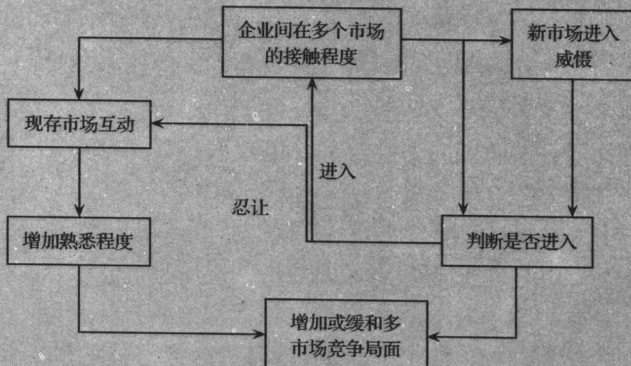 企业间在多个市场
的接触程度
新市场进入
威慑
现存市场互动
进入
忍让
增加熟悉程度
判断是否进入
增加或缓和多
市场竞争局面